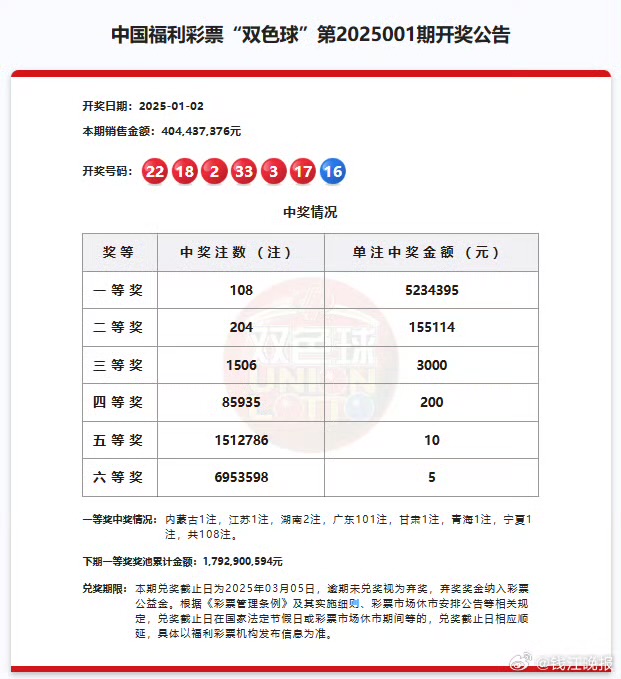 中国福利彩票“双色球”第2025001期开奖公告
开奖日期：2025-01-02
本期销售金额：404,437,376元
开奖号码： 22 18 2 33 3 17 16
中奖情况
奖等 中奖注数（注） 单注中奖金额（元）
一等奖 108 5234395
二等奖 204 155114
三等奖 1506 3000
四等奖 85935 200
五等奖 1512786 10
六等奖 6953598 5
双色球
UNION
LOTTO
一等奖中奖情况： 内蒙古1注，江苏1注，湖南2注，广东101注，甘肃1注，青海1注，宁夏1
注，共108注。
下期一等奖奖池累计金额：1,792,900,594元
兑奖期限： 本期兑奖截止日为2025年03月05日，逾期未兑奖视为弃奖，弃奖奖金纳入彩票
公益金。根据《彩票管理条例》及其实施细则、彩票市场休市安排公告等相关规
定，兑奖截止日在国家法定节假日或彩票市场休市期间等的，兑奖截止日相应顺
延，具体以福利彩票机构发布信息为准。
@钱江晚报